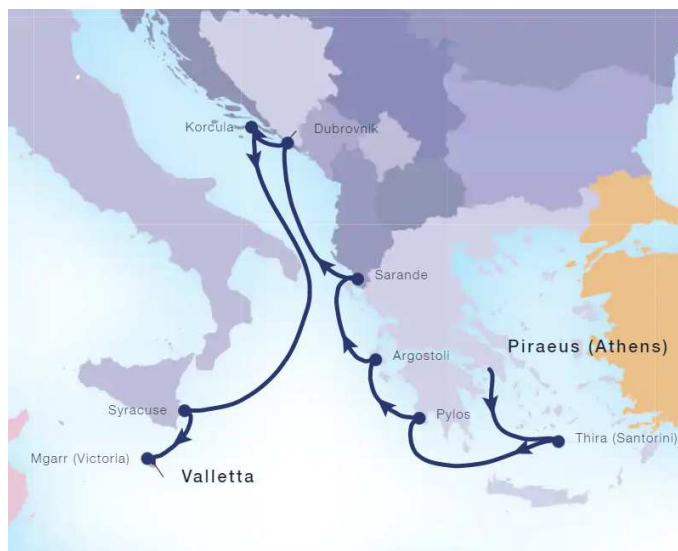 Korcula
Dubrovnik
Sarande
Piraeus (Athens)
Argostoli
Syracuse
Pylos
Thira (Santorini)
Mgarr (Victoria)
Valletta